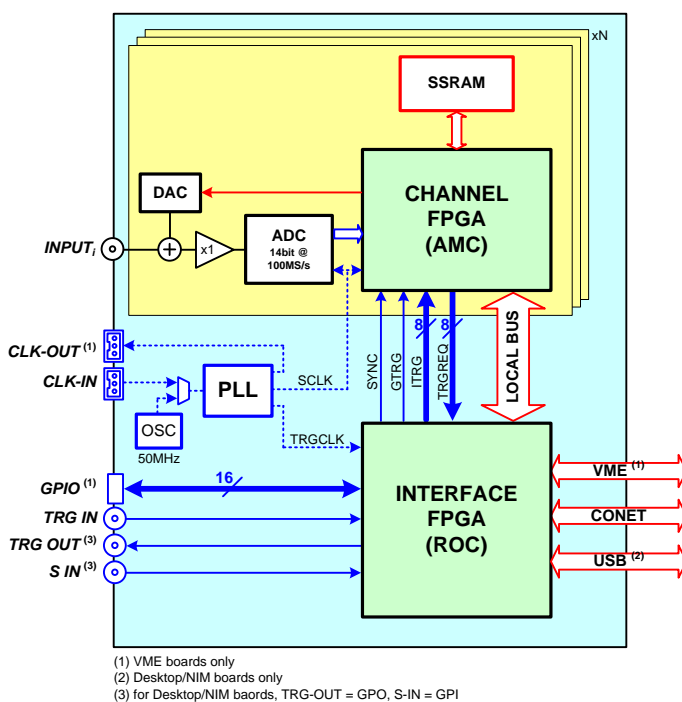 xN
SSRAM
DAC
CHANNEL
FPGA
(AMC)
INPUTi
x1
ADC
14bit @
100MS/s
8
8
SYNC
GTRG
ITRG
TRGREQ
LOCAL BUS
CLK-OUT (1)
CLK-IN
PLL
SCLK
OSC
50MHz
TRGCLK
GPIO (1)
16
TRG IN
TRG OUT (3)
S IN (3)
INTERFACE
FPGA
(ROC)
VME (1)
CONET
USB (2)
(1) VME boards only
(2) Desktop/NIM boards only
(3) for Desktop/NIM baords, TRG-OUT = GPO, S-IN = GPI